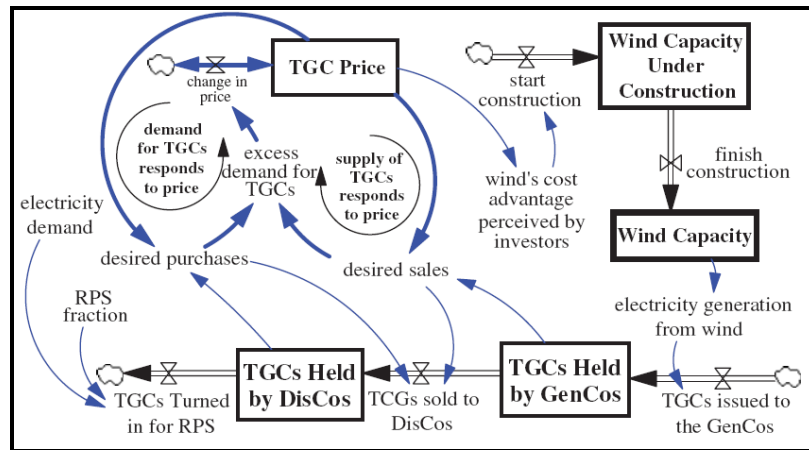 TGC Price
change in
price
Wind Capacity
Under
Construction
start
construction
demand
for TGCs
responds
to price
excess
demand for
TGCs
supply of
TGCs
responds
to price
wind's cost
advantage
perceived by
investors
finish
construction
electricity
demand
Wind Capacity
desired purchases
desired sales
RPS
fraction
electricity generation
from wind
TGCs Held
by DisCos
TGCs Held
by GenCos
TGCs Turned
in for RPS
TCGs sold to
DisCos
TGCs issued to
the GenCos